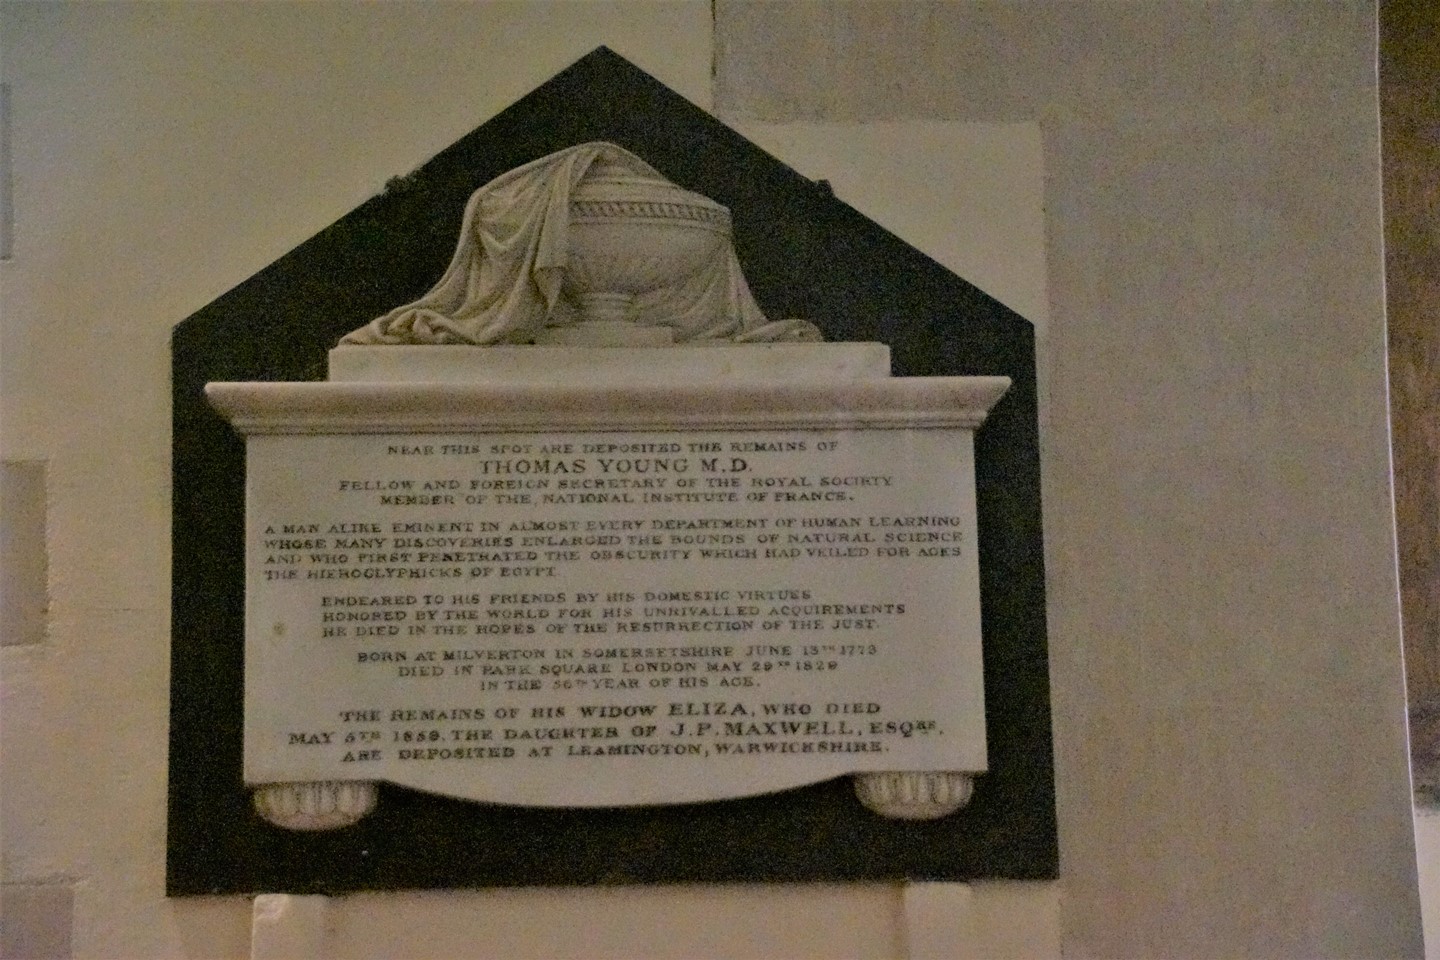 NEAR THIS SPOT ARE DEPOSITED THE REMAINS OF
THOMAS YOUNG M.D.
FELLOW AND FOREIGN SECRETARY OF THE ROYAL SOCIETY
MEMBER OF THE NATIONAL INSTITUTE OF FRANCE.
A MAN ALIKE EMINENT IN ALMOST EVERY DEPARTMENT OF HUMAN LEARNING
WHOSE MANY DISCOVERIES ENLARGED THE BOUNDS OF NATURAL SCIENCE
AND WHO FIRST PENETRATED THE OBSCURITY WHICH HAD VEILED FOR AGES
THE HIEROGLYPHICKS OF EGYPT.
ENDEARED TO HIS FRIENDS BY HIS DOMESTIC VIRTUES
HONORED BY THE WORLD FOR HIS UNRIVALLED ACQUIREMENTS
HE DIED IN THE HOPES OF THE RESURRECTION OF THE JUST.
BORN AT MILVERTON IN SOMERSETSHIRE JUNE 13TH 1773
DIED IN PARK SQUARE LONDON MAY 29TH 1829
IN THE 56TH YEAR OF HIS AGE.
THE REMAINS OF HIS WIDOW ELIZA, WHO DIED
MAY 5TH 1859. THE DAUGHTER OF J.P. MAXWELL, ESQRE,
ARE DEPOSITED AT LEAMINGTON, WARWICKSHIRE.